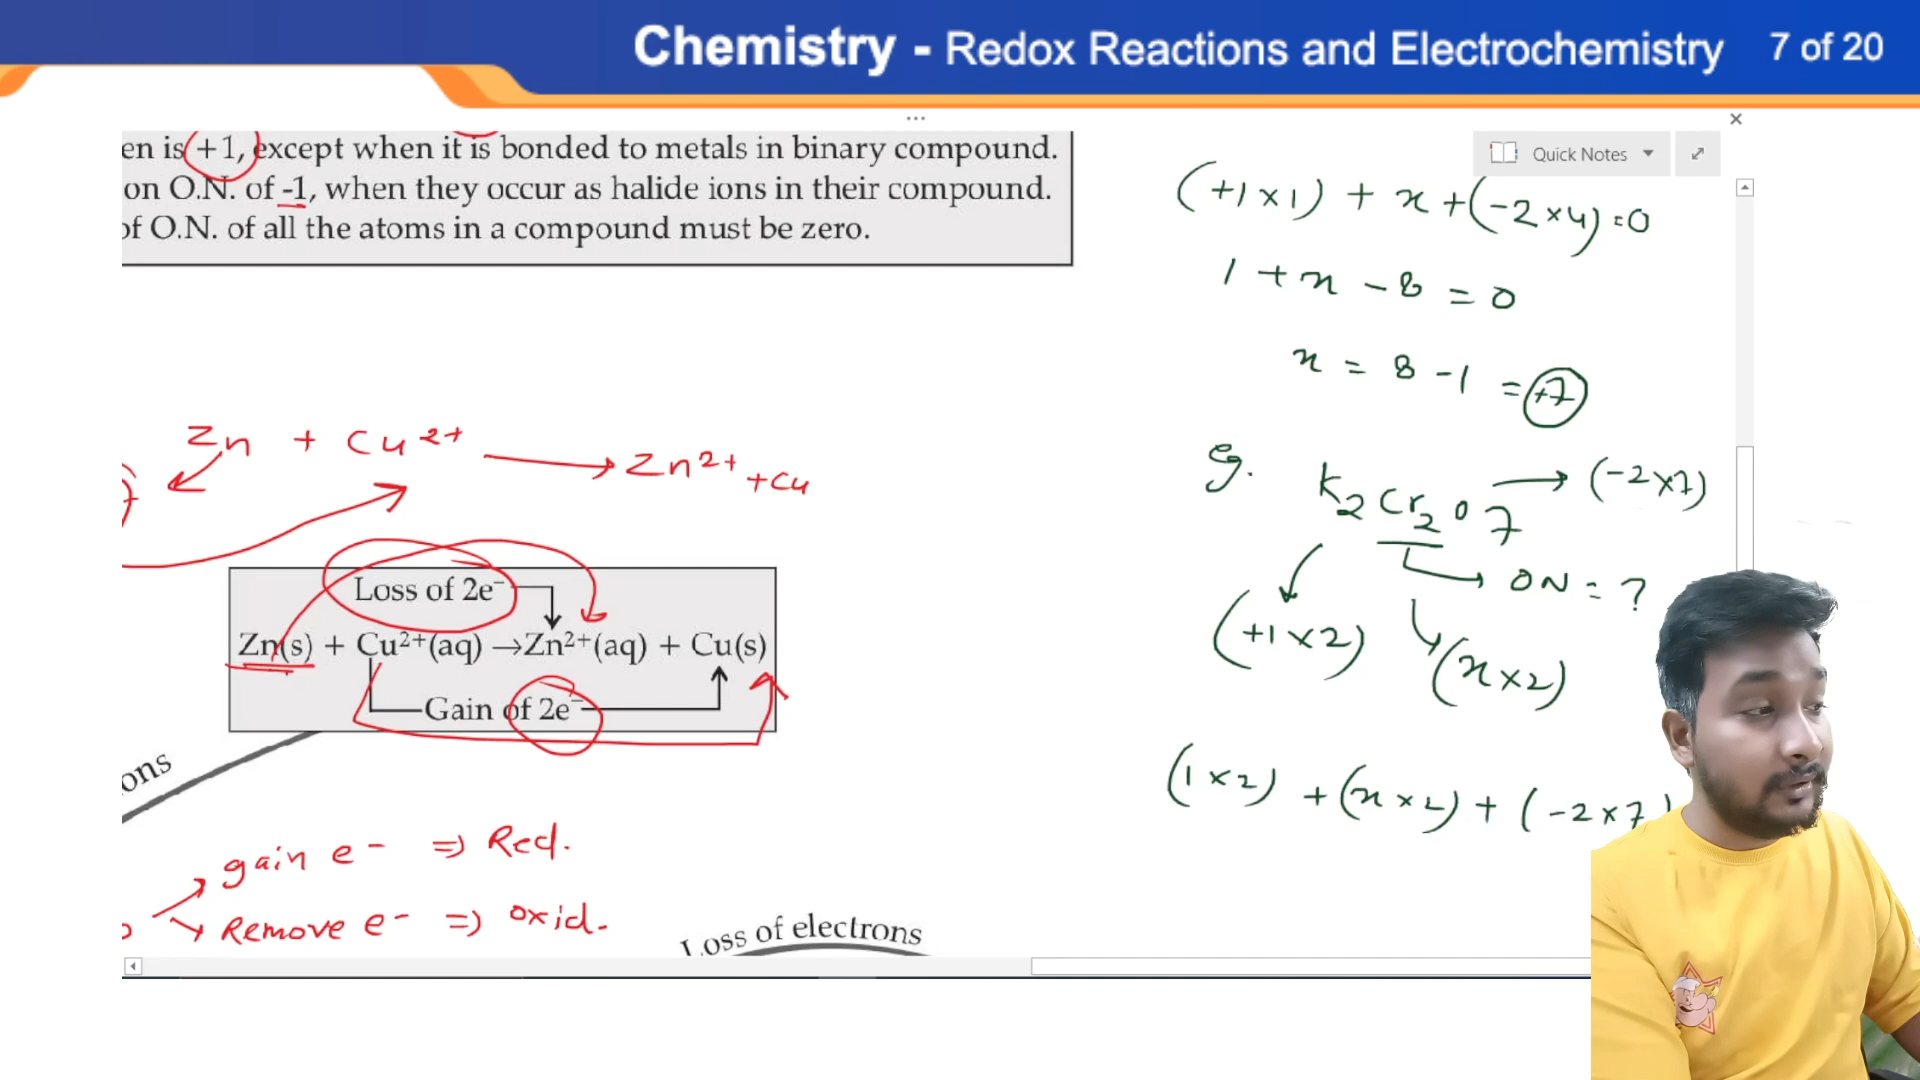 Chemistry - Redox Reactions and Electrochemistry 7 of 20
en is +1, except when it is bonded to metals in binary compound.
on O.N. of -1, when they occur as halide ions in their compound.
of O.N. of all the atoms in a compound must be zero.
Zn + Cu2+ → Zn2+ + Cu
Loss of 2e⁻
Zn(s) + Cu²⁺(aq) → Zn²⁺(aq) + Cu(s)
Gain of 2e⁻
ons
gain e- => Red.
Remove e- => oxid.
Loss of electrons
Quick Notes
(+1 x 1) + x + (-2 x 4) = 0
1 + x - 8 = 0
x = 8 - 1 = +7
eg. K2Cr2O7 → (-2x7)
ON = ?
(+1 x 2) (x x 2)
(1 x 2) + (x x 2) + (-2 x 7)